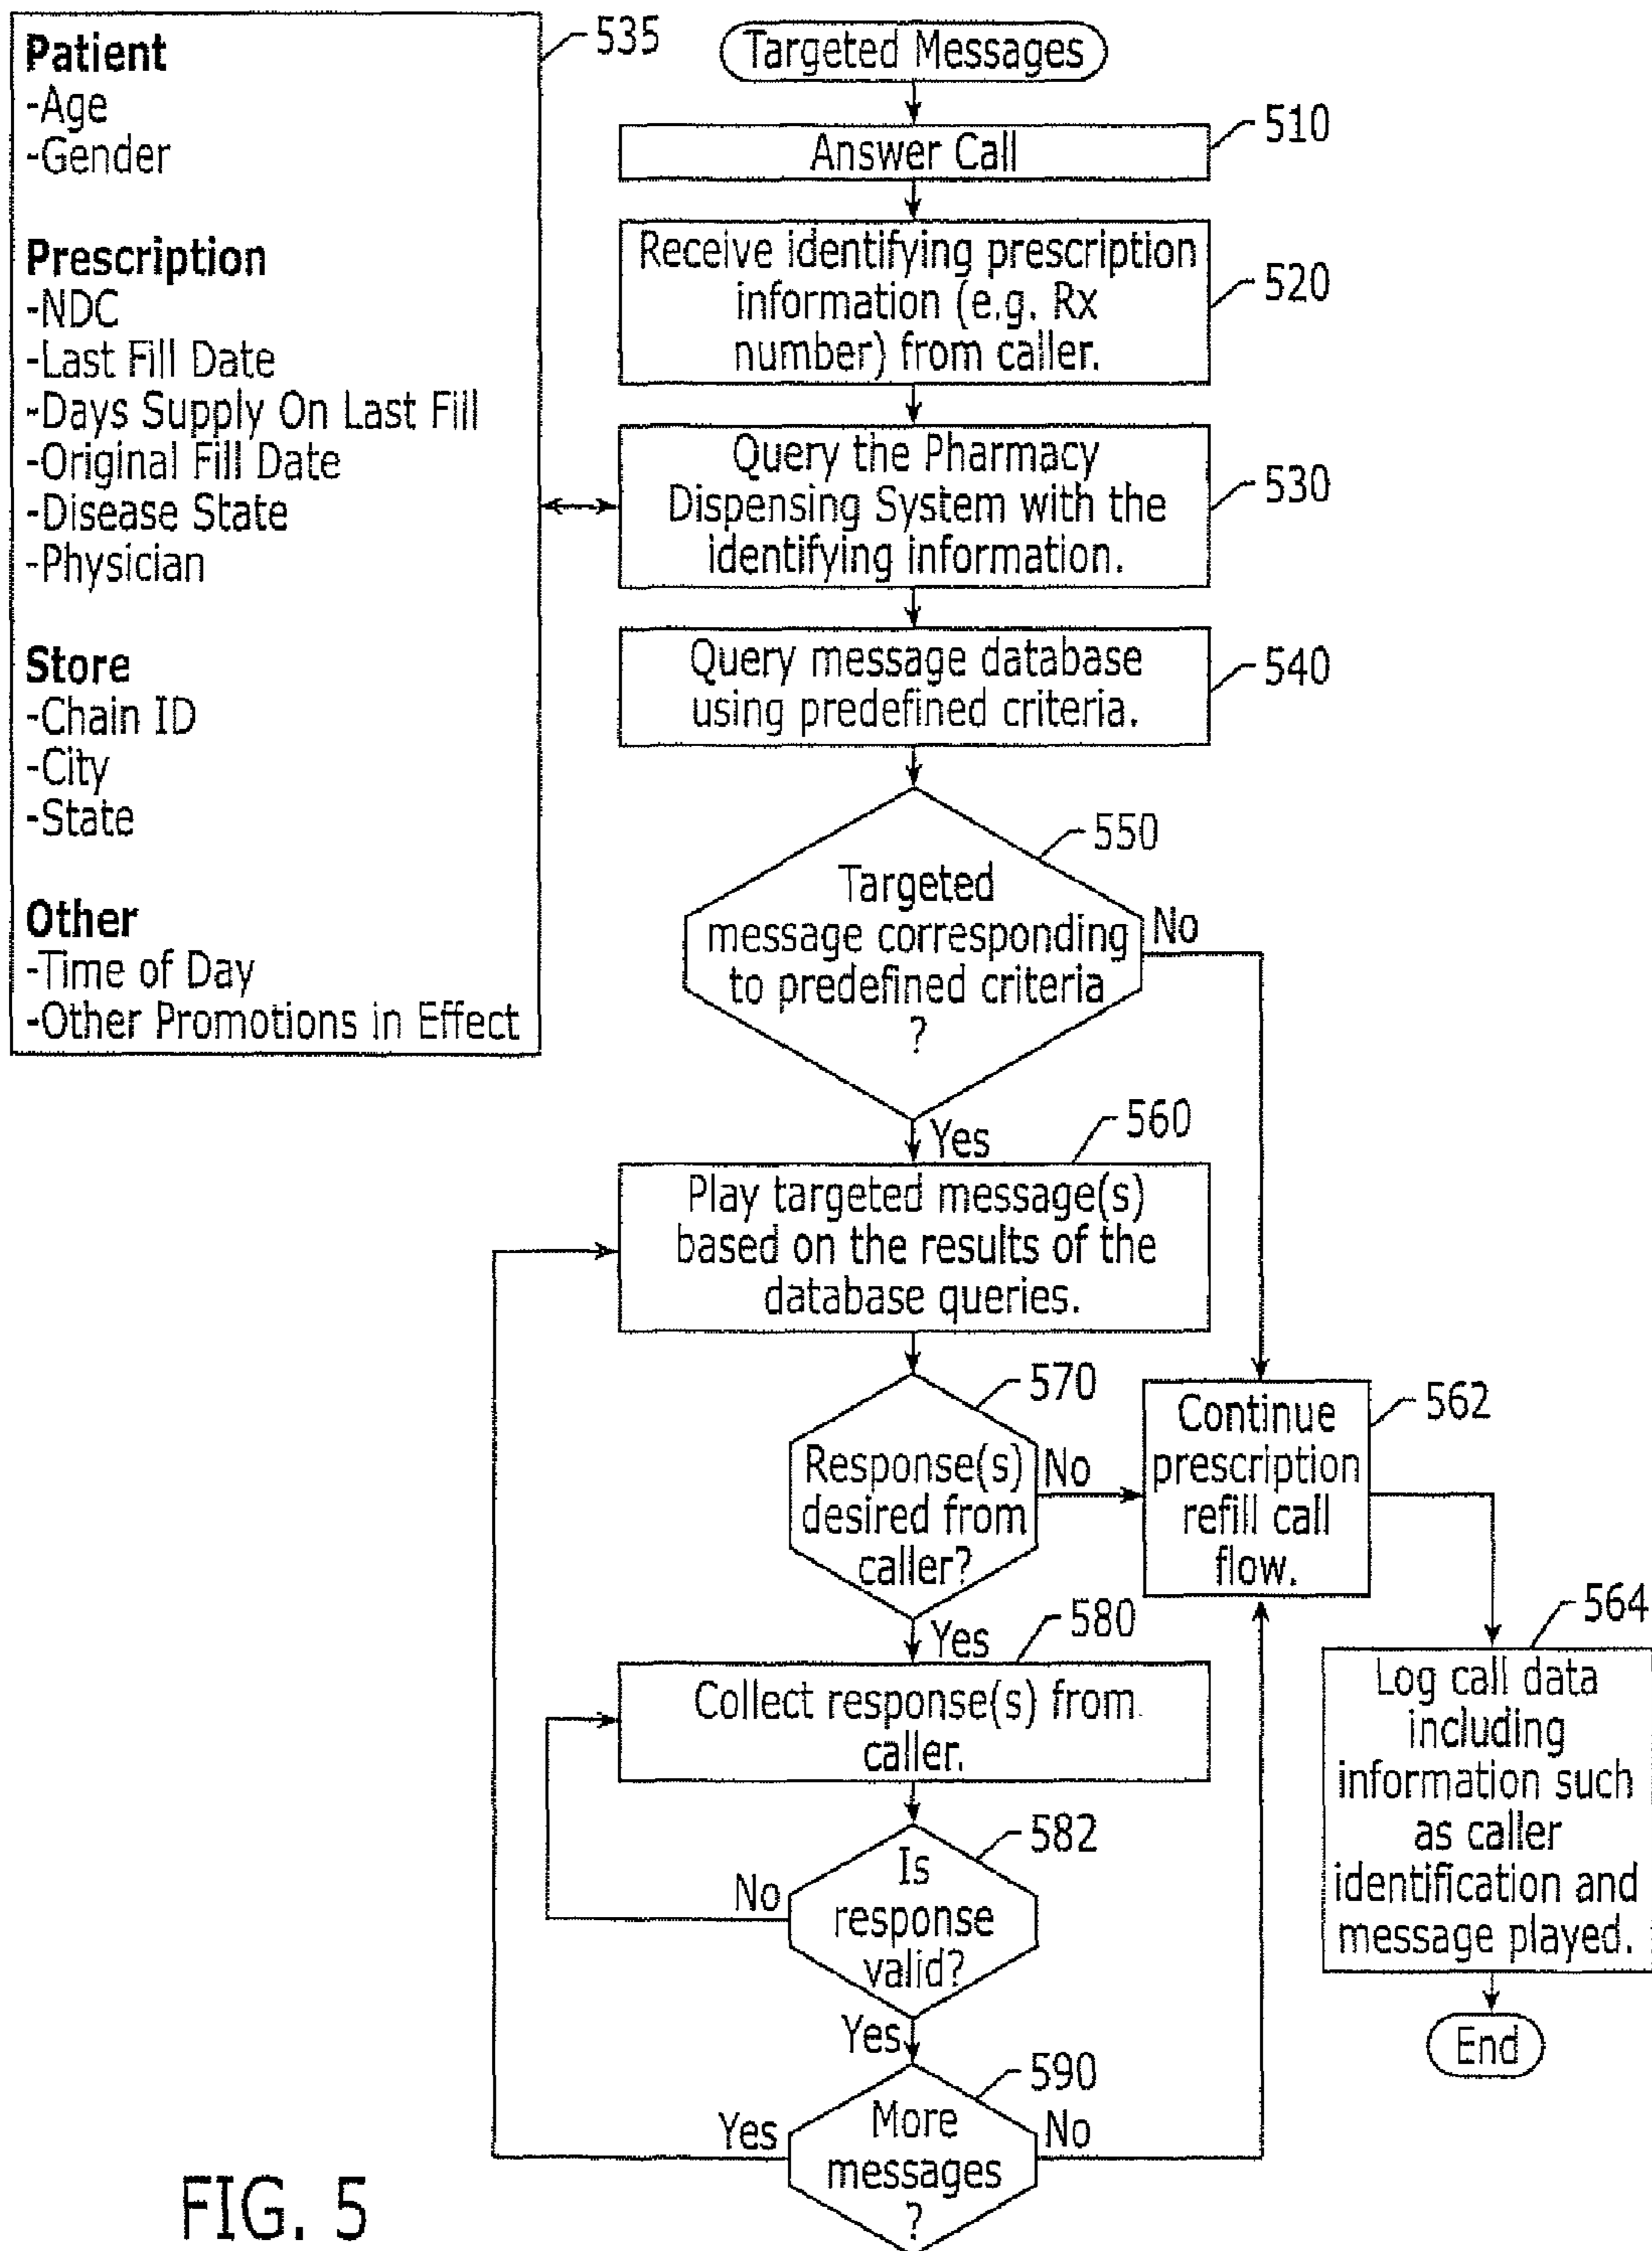 Patient
-Age
-Gender
Prescription
-NDC
-Last Fill Date
-Days Supply On Last Fill
-Original Fill Date
-Disease State
-Physician
Store
-Chain ID
-City
-State
Other
-Time of Day
-Other Promotions in Effect
535
Targeted Messages
Answer Call
510
Receive identifying prescription
information (e.g. Rx
number) from caller.
520
Query the Pharmacy
Dispensing System with the
identifying information.
530
Query message database
using predefined criteria.
540
550
Targeted
message corresponding
to predefined criteria
?
No
Yes
560
Play targeted message(s)
based on the results of the
database queries.
570
Response(s)
desired from
caller?
No
Continue
prescription
refill call
flow.
562
Yes
580
Collect response(s) from
caller.
564
Log call data
including
information such
as caller
identification and
message played.
End
582
Is
response
valid?
No
Yes
590
More
messages
?
Yes
No
FIG. 5